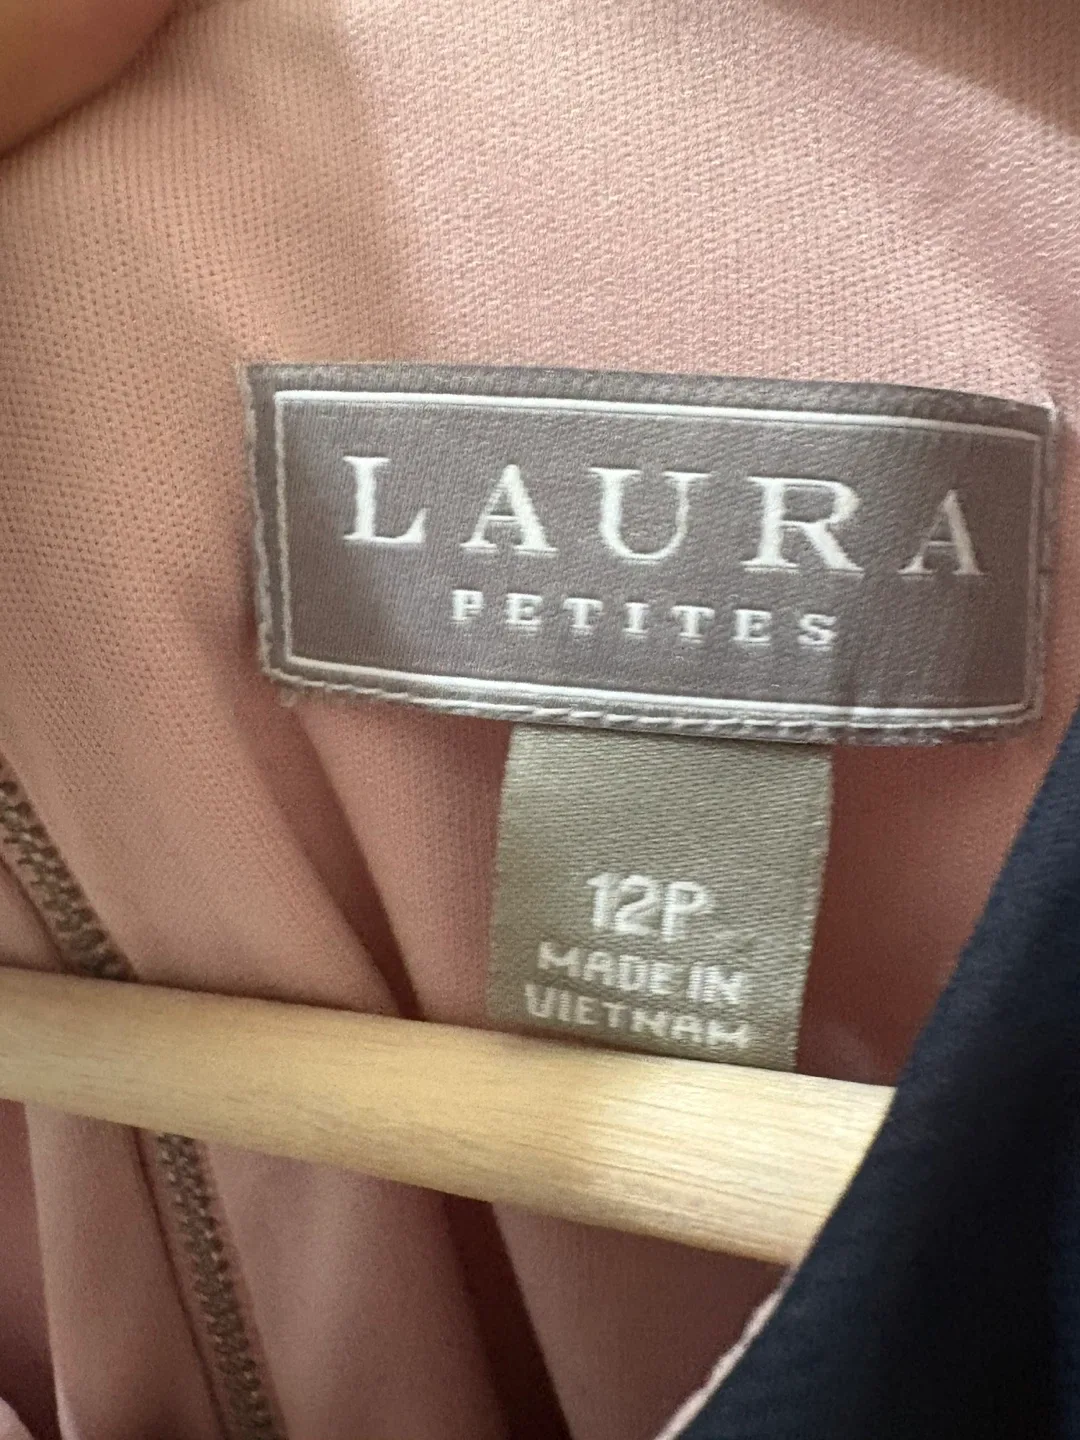 LAURA
PETITES
12P
MADE IN
VIETNAM